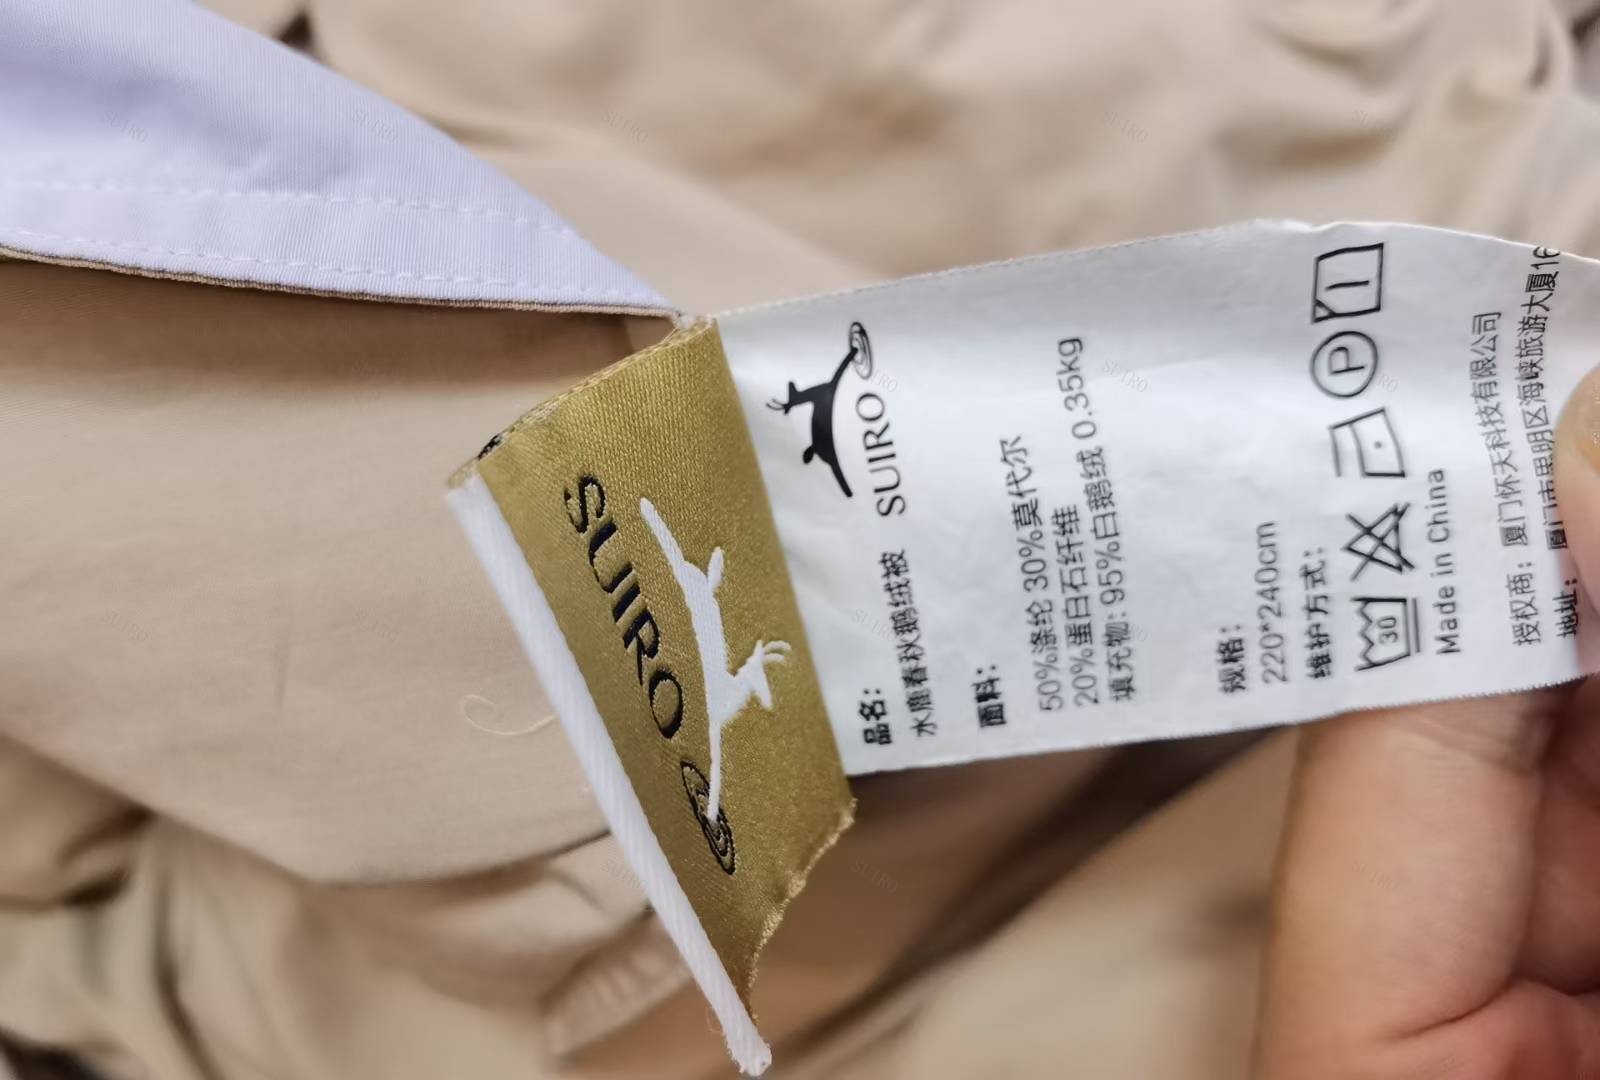 SUIRO
SUIRO
品名:
水鹿春秋鹅绒被
面料:
50%涤纶 30%莫代尔
20%蛋白石纤维
填充物: 95%白鹅绒 0.35kg
规格:
220*240cm
维护方式:
30
P
Made in China
授权商: 厦门怀天科技有限公司
地址: 厦门市思明区海峡旅游大厦16